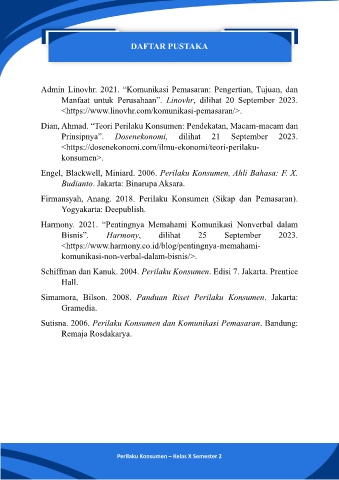 DAFTAR PUSTAKA
Admin Linovhr. 2021. “Komunikasi Pemasaran: Pengertian, Tujuan, dan
Manfaat untuk Perusahaan”. Linovhr, dilihat 20 September 2023.
<https://www.linovhr.com/komunikasi-pemasaran/>.
Dian, Ahmad. “Teori Perilaku Konsumen: Pendekatan, Macam-macam dan
Prinsipnya”. Dosenekonomi, dilihat 21 September 2023.
<https://dosenekonomi.com/ilmu-ekonomi/teori-perilaku-
konsumen>.
Engel, Blackwell, Miniard. 2006. Perilaku Konsumen, Ahli Bahasa: F. X.
Budianto. Jakarta: Binarupa Aksara.
Firmansyah, Anang. 2018. Perilaku Konsumen (Sikap dan Pemasaran).
Yogyakarta: Deepublish.
Harmony. 2021. “Pentingnya Memahami Komunikasi Nonverbal dalam
Bisnis”. Harmony, dilihat 25 September 2023.
<https://www.harmony.co.id/blog/pentingnya-memahami-
komunikasi-non-verbal-dalam-bisnis/>.
Schiffman dan Kanuk. 2004. Perilaku Konsumen. Edisi 7. Jakarta. Prentice
Hall.
Simamora, Bilson. 2008. Panduan Riset Perilaku Konsumen. Jakarta:
Gramedia.
Sutisna. 2006. Perilaku Konsumen dan Komunikasi Pemasaran. Bandung:
Remaja Rosdakarya.
Perilaku Konsumen – Kelas X Semester 2